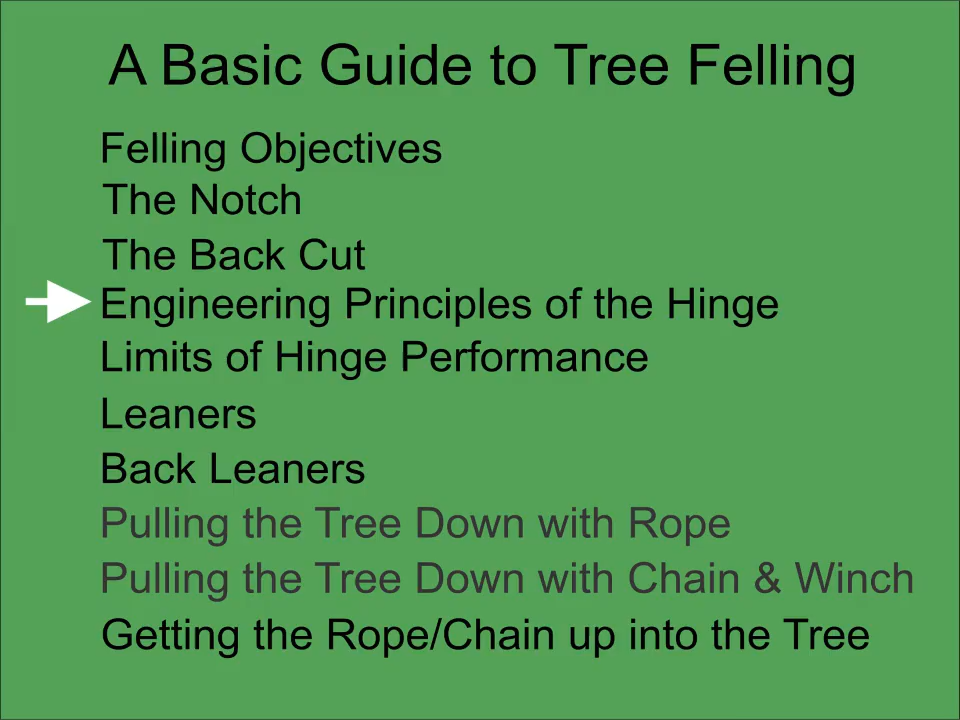 A Basic Guide to Tree Felling
Felling Objectives
The Notch
The Back Cut
Engineering Principles of the Hinge
Limits of Hinge Performance
Leaners
Back Leaners
Pulling the Tree Down with Rope
Pulling the Tree Down with Chain & Winch
Getting the Rope/Chain up into the Tree